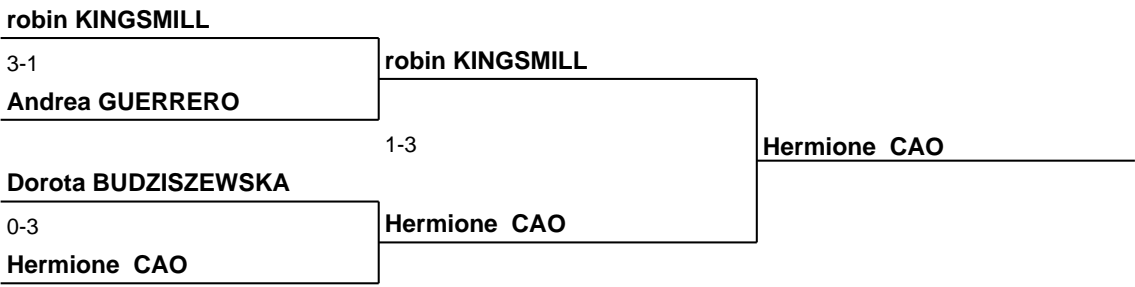 robin KINGSMILL
3-1
robin KINGSMILL
Andrea GUERRERO
1-3
Hermione  CAO
Dorota BUDZISZEWSKA
0-3
Hermione  CAO
Hermione  CAO